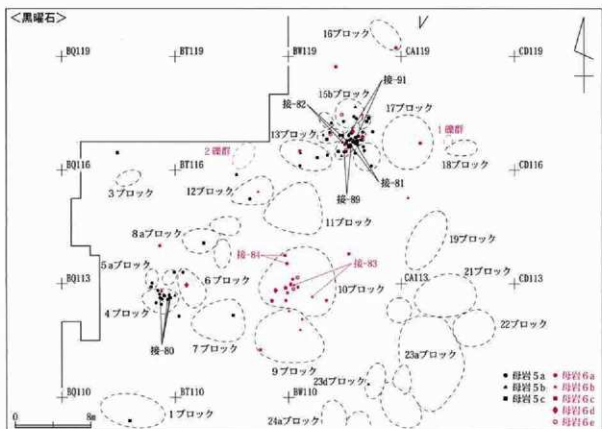 <黒曜石>
16ブロック
BQ119
BT119
BW119
CA119
CD119
接-91
15bブロック
接-82
17ブロック
13ブロック
1礫群
2礫群
BQ116
BT116
18ブロック
CD116
3ブロック
接-81
12ブロック
接-89
11ブロック
8aブロック
19ブロック
接-84
接-83
5aブロック
21ブロック
BQ113
CA113
CD113
6ブロック
10ブロック
4ブロック
22ブロック
7ブロック
接-80
23aブロック
9ブロック
母岩5a
母岩6a
母岩5b
母岩6b
23dブロック
母岩5c
母岩6c
BQ110
BT110
BW110
母岩6d
1ブロック
母岩6e
24aブロック
0
8m